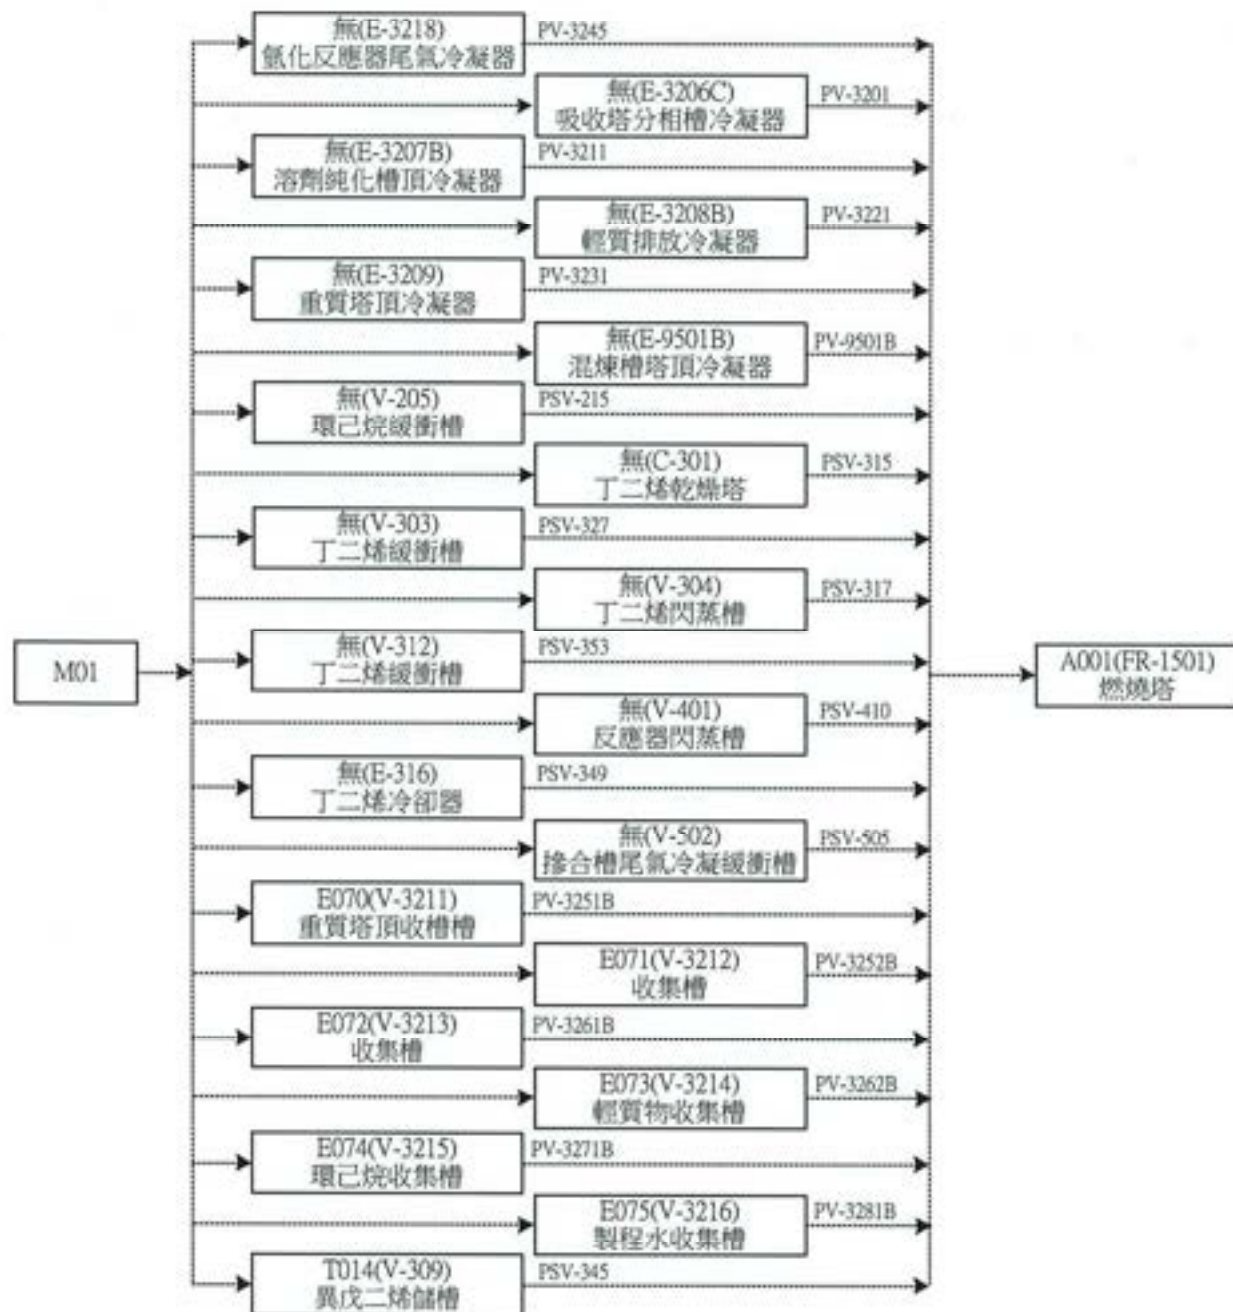 無(E-3218)
氫化反應器尾氣冷凝器
PV-3245
無(E-3206C)
吸收塔分相槽冷凝器
PV-3201
無(E-3207B)
溶劑純化槽頂冷凝器
PV-3211
無(E-3208B)
輕質排放冷凝器
PV-3221
無(E-3209)
重質塔頂冷凝器
PV-3231
無(E-9501B)
混煉槽塔頂冷凝器
PV-9501B
無(V-205)
環己烷緩衝槽
PSV-215
無(C-301)
丁二烯乾燥塔
PSV-315
無(V-303)
丁二烯緩衝槽
PSV-327
無(V-304)
丁二烯閃蒸槽
PSV-317
M01
無(V-312)
丁二烯緩衝槽
PSV-353
A001(FR-1501)
燃燒塔
無(V-401)
反應器閃蒸槽
PSV-410
無(E-316)
丁二烯冷卻器
PSV-349
無(V-502)
摻合槽尾氣冷凝緩衝槽
PSV-505
E070(V-3211)
重質塔頂收槽槽
PV-3251B
E071(V-3212)
收集槽
PV-3252B
E072(V-3213)
收集槽
PV-3261B
E073(V-3214)
輕質物收集槽
PV-3262B
E074(V-3215)
環己烷收集槽
PV-3271B
E075(V-3216)
製程水收集槽
PV-3281B
T014(V-309)
異戊二烯儲槽
PSV-345